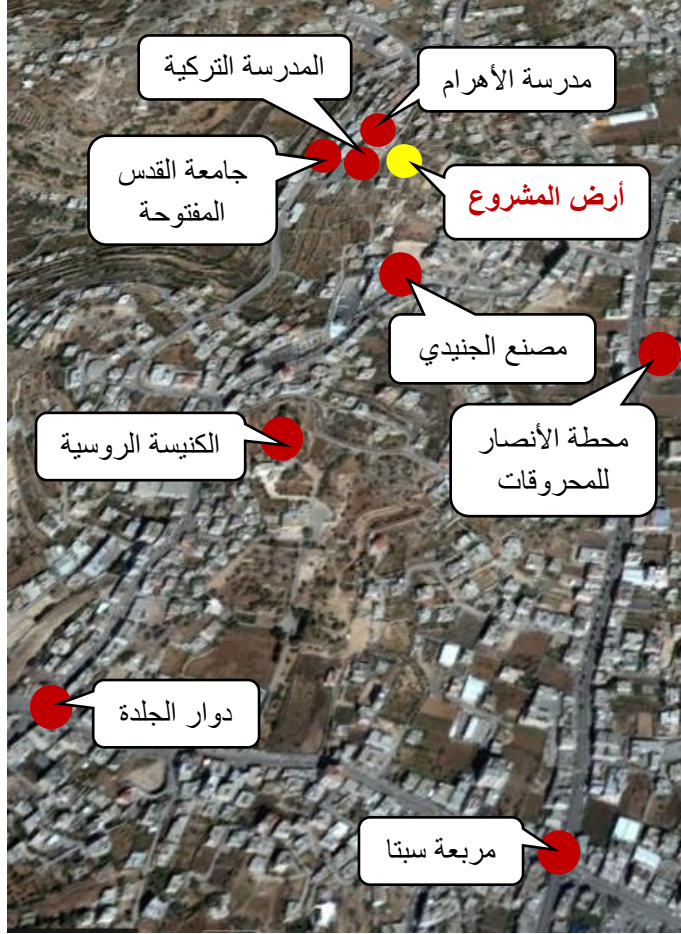 المدرسة التركية
مدرسة الأهرام
جامعة القدس
المفتوحة
أرض المشروع
مصنع الجنيدي
محطة الأنصار
للمحروقات
الكنيسة الروسية
دوار الجلدة
مربعة سبتا